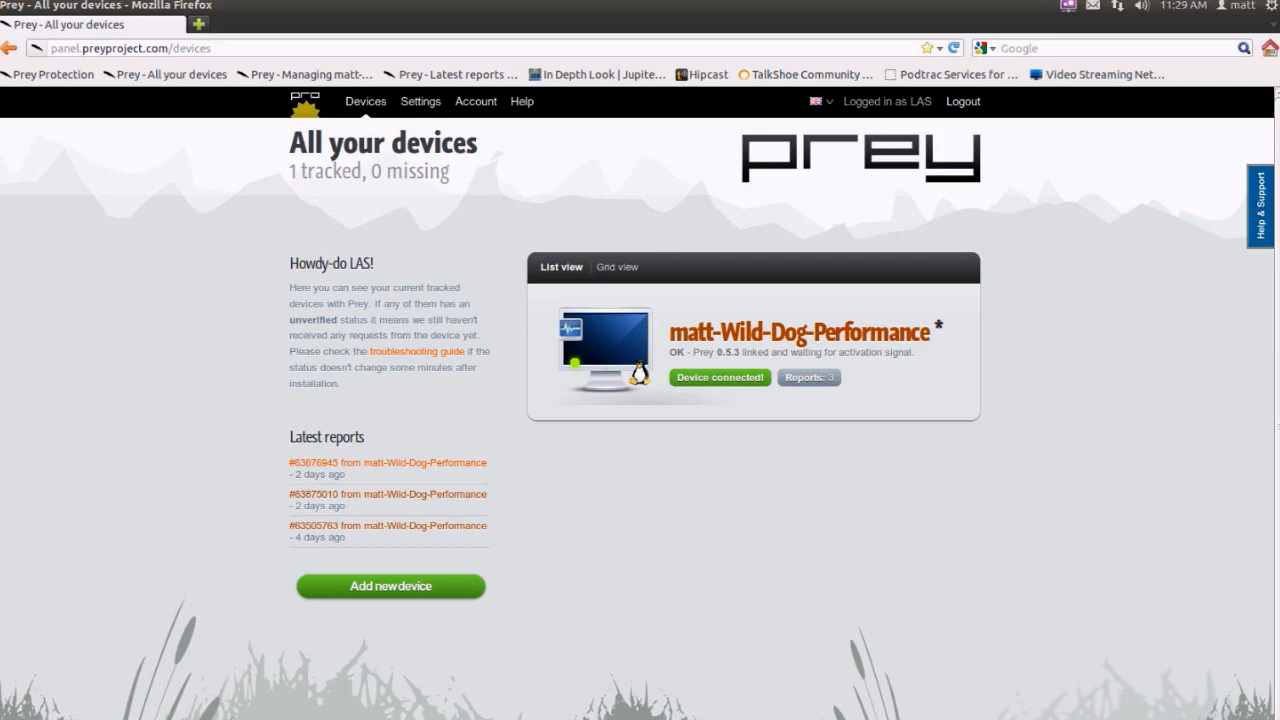 Prey - All your devices - Mozilla Firefox
11:29 AM
matt
Prey - All your devices
panel.preyproject.com/devices
Google
Prey Protection
Prey - All your devices
Prey - Managing matt-...
Prey - Latest reports ...
In Depth Look | Jupite...
Hipcast
TalkShoe Community ...
Podtrac Services for ...
Video Streaming Net...
pro
Devices
Settings
Account
Help
Logged in as LAS
Logout
All your devices
1 tracked, 0 missing
prey
Help & Support
Howdy-do LAS!
Here you can see your current tracked
devices with Prey. If any of them has an
unverified status it means we still haven't
received any requests from the device yet.
Please check the troubleshooting guide if the
status doesn't change some minutes after
installation.
Latest reports
#63876945 from matt-Wild-Dog-Performance
- 2 days ago
#63875010 from matt-Wild-Dog-Performance
- 2 days ago
#63505763 from matt-Wild-Dog-Performance
- 4 days ago
Add new device
List view
Grid view
matt-Wild-Dog-Performance *
OK - Prey 0.5.3 linked and waiting for activation signal.
Device connected!
Reports: 3